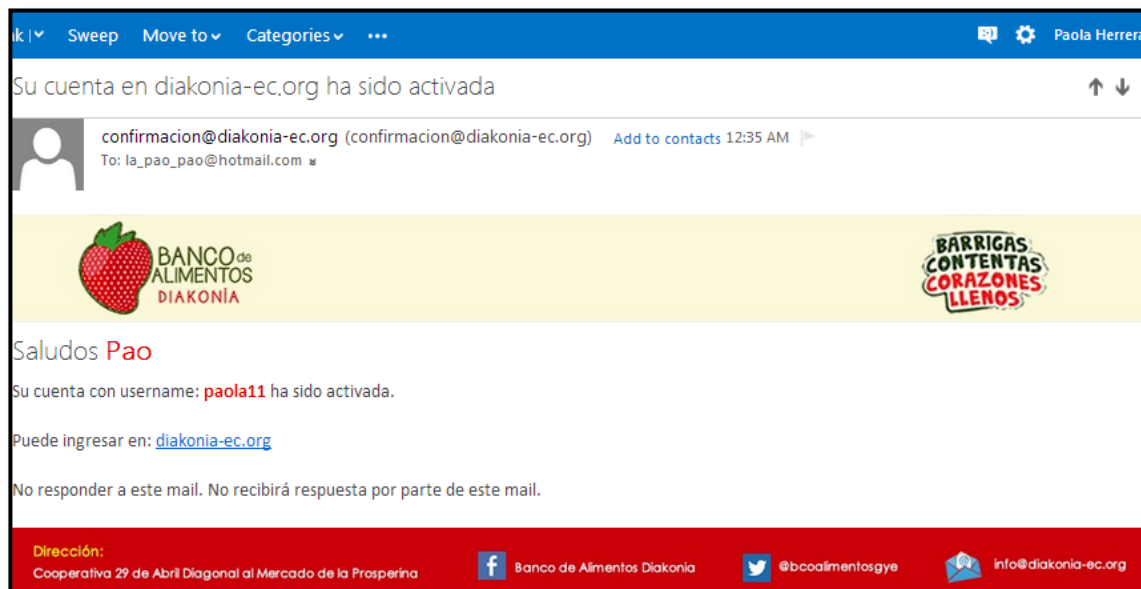 k | Sweep Move to Categories ··· Paola Herrera
Su cuenta en diakonia-ec.org ha sido activada
confirmacion@diakonia-ec.org (confirmacion@diakonia-ec.org) Add to contacts 12:35 AM
To: la_pao_pao@hotmail.com
BANCO de
ALIMENTOS
DIAKONÍA
BARRIGAS
CONTENTAS
CORAZONES
LLENOS
Saludos Pao
Su cuenta con username: paola11 ha sido activada.
Puede ingresar en: diakonia-ec.org
No responder a este mail. No recibirá respuesta por parte de este mail.
Dirección:
Cooperativa 29 de Abril Diagonal al Mercado de la Prosperina
Banco de Alimentos Diakonia
@bcoalimentosgye
info@diakonia-ec.org